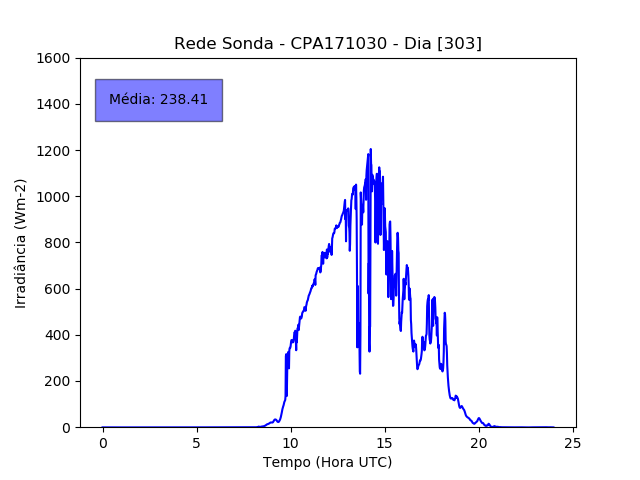 Rede Sonda - CPA171030 - Dia [303]
1600
1400
1200
1000
800
600
400
200
0
Média: 238.41
Irradiância (Wm-2)
0 5 10 15 20 25
Tempo (Hora UTC)